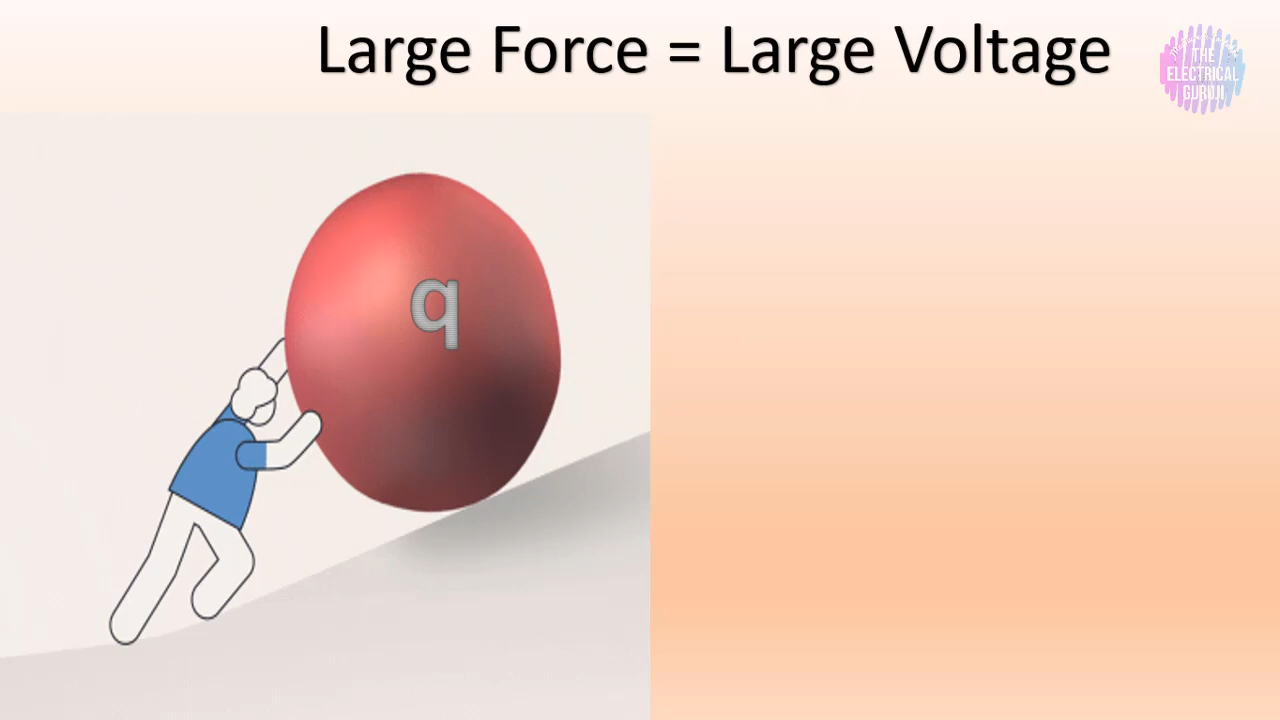 Large Force = Large Voltage
THE
ELECTRICAL
GURUJI
q